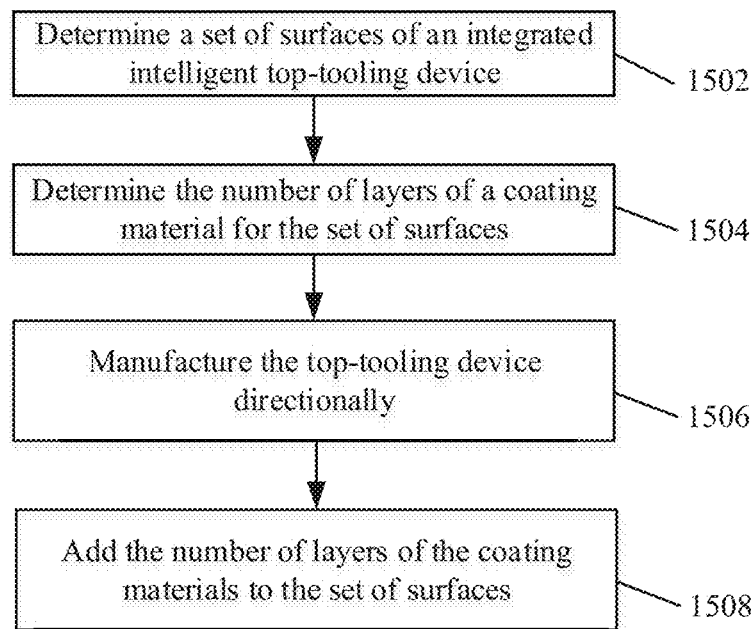 Determine a set of surfaces of an integrated
intelligent top-tooling device
1502
Determine the number of layers of a coating
material for the set of surfaces
1504
Manufacture the top-tooling device
directionally
1506
Add the number of layers of the coating
materials to the set of surfaces
1508